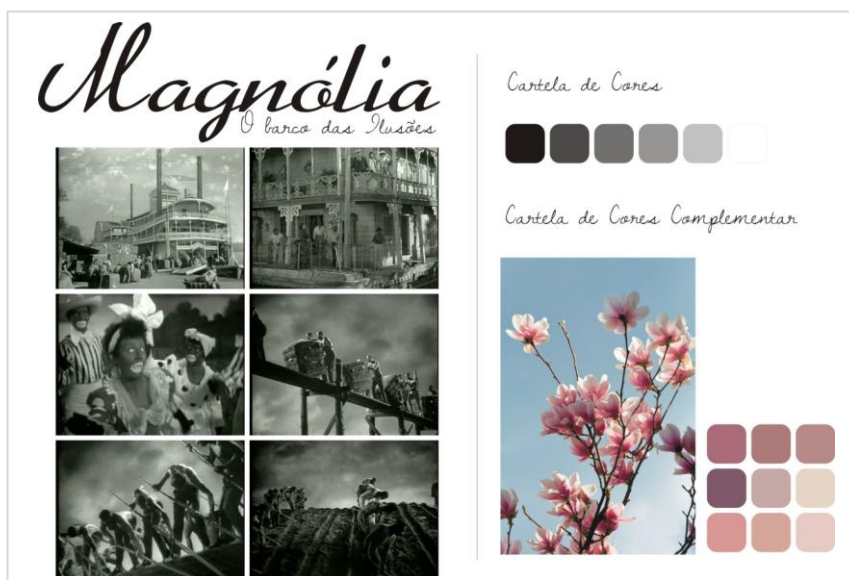 Magnólia
O barco das Ilusões
Cartela de Cores
Cartela de Cores Complementar